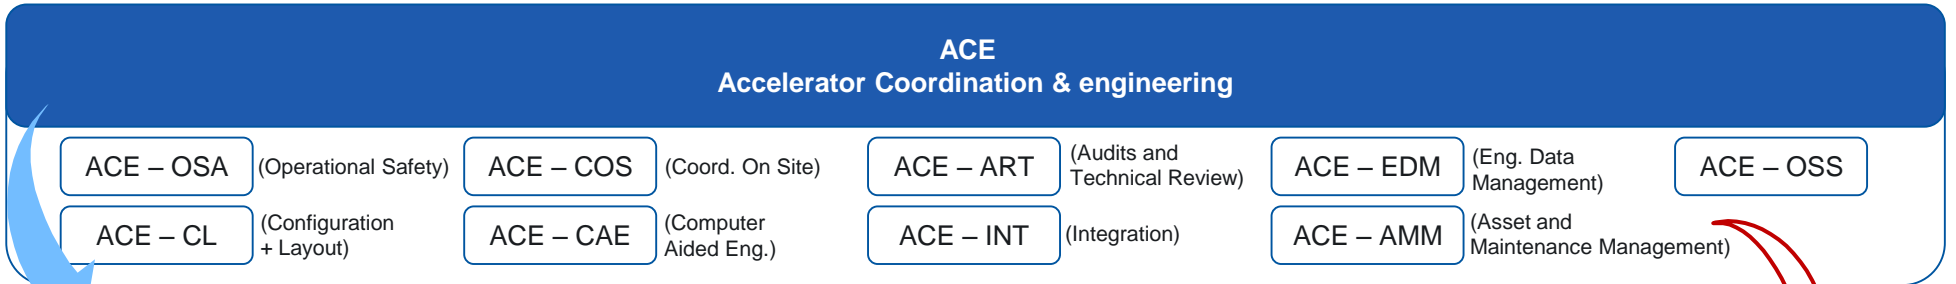 ACE
Accelerator Coordination & engineering
ACE – OSA
(Operational Safety)
ACE – COS
(Coord. On Site)
ACE – ART
(Audits and
Technical Review)
ACE – EDM
(Eng. Data
Management)
ACE – OSS
ACE – CL
(Configuration
+ Layout)
ACE – CAE
(Computer
Aided Eng.)
ACE – INT
(Integration)
ACE – AMM
(Asset and
Maintenance Management)